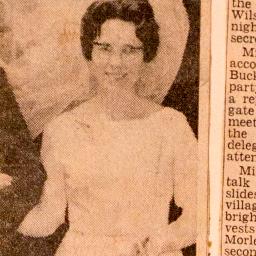 the
Wils
nigh
secre
Mi
acco
Buck
party
a re
gate
meet
the
deleg
atten
Mi
talk
slides
villag
brigh
vests
Morle
secon